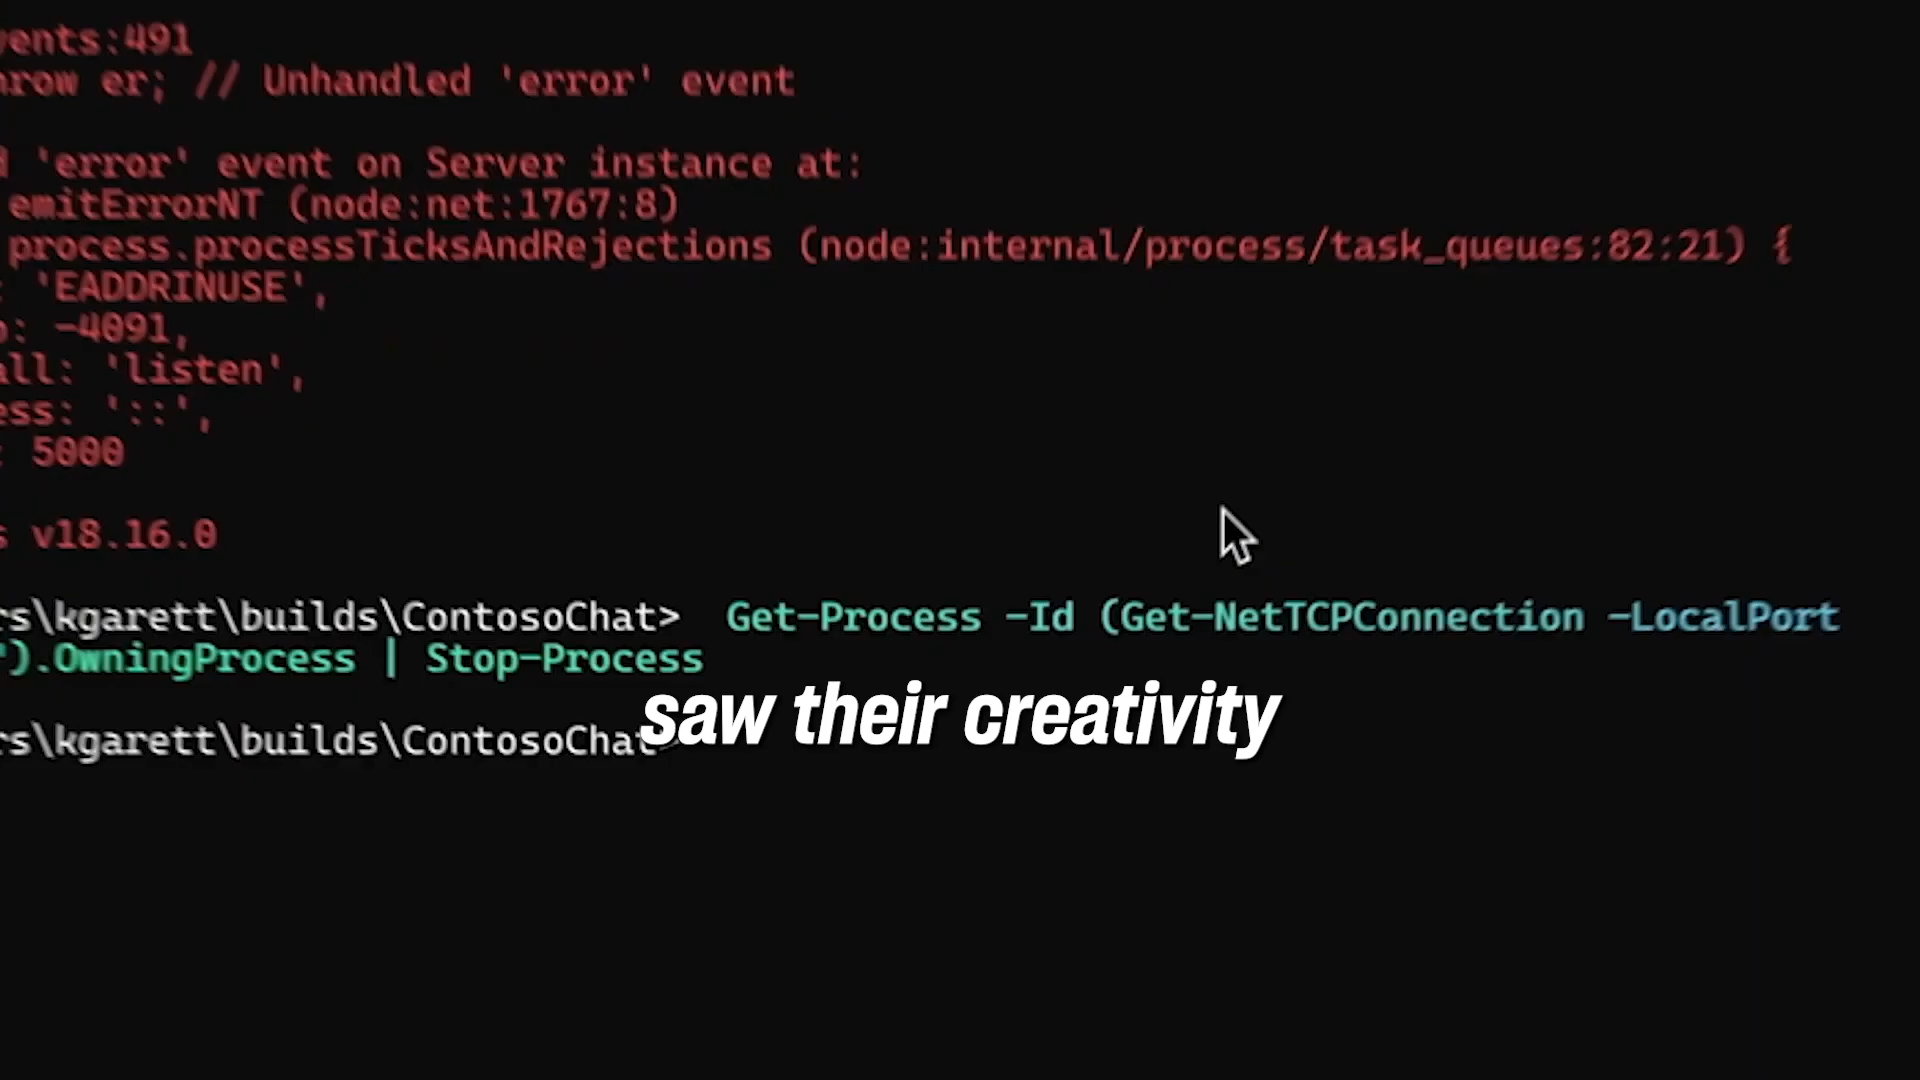 vents:491
hrow er; // Unhandled 'error' event
'error' event on Server instance at:
emitErrorNT (node:net:1767:8)
process.processTicksAndRejections (node:internal/process/task_queues:82:21) {
: 'EADDRINUSE',
o: -4091,
all: 'listen',
ess: '::',
: 5000
s v18.16.0
rs\kgarett\builds\ContosoChat> Get-Process -Id (Get-NetTCPConnection -LocalPort
").OwningProcess | Stop-Process
saw their creativity
rs\kgarett\builds\ContosoChat>